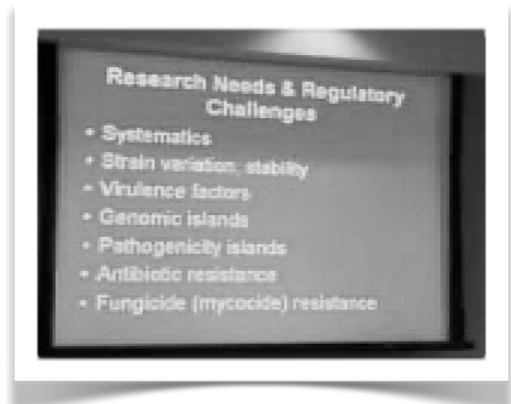 Research Needs & Regulatory
Challenges
• Systematics
• Strain variation, stability
• Virulence factors
• Genomic islands
• Pathogenicity islands
• Antibiotic resistance
• Fungicide (mycocide) resistance